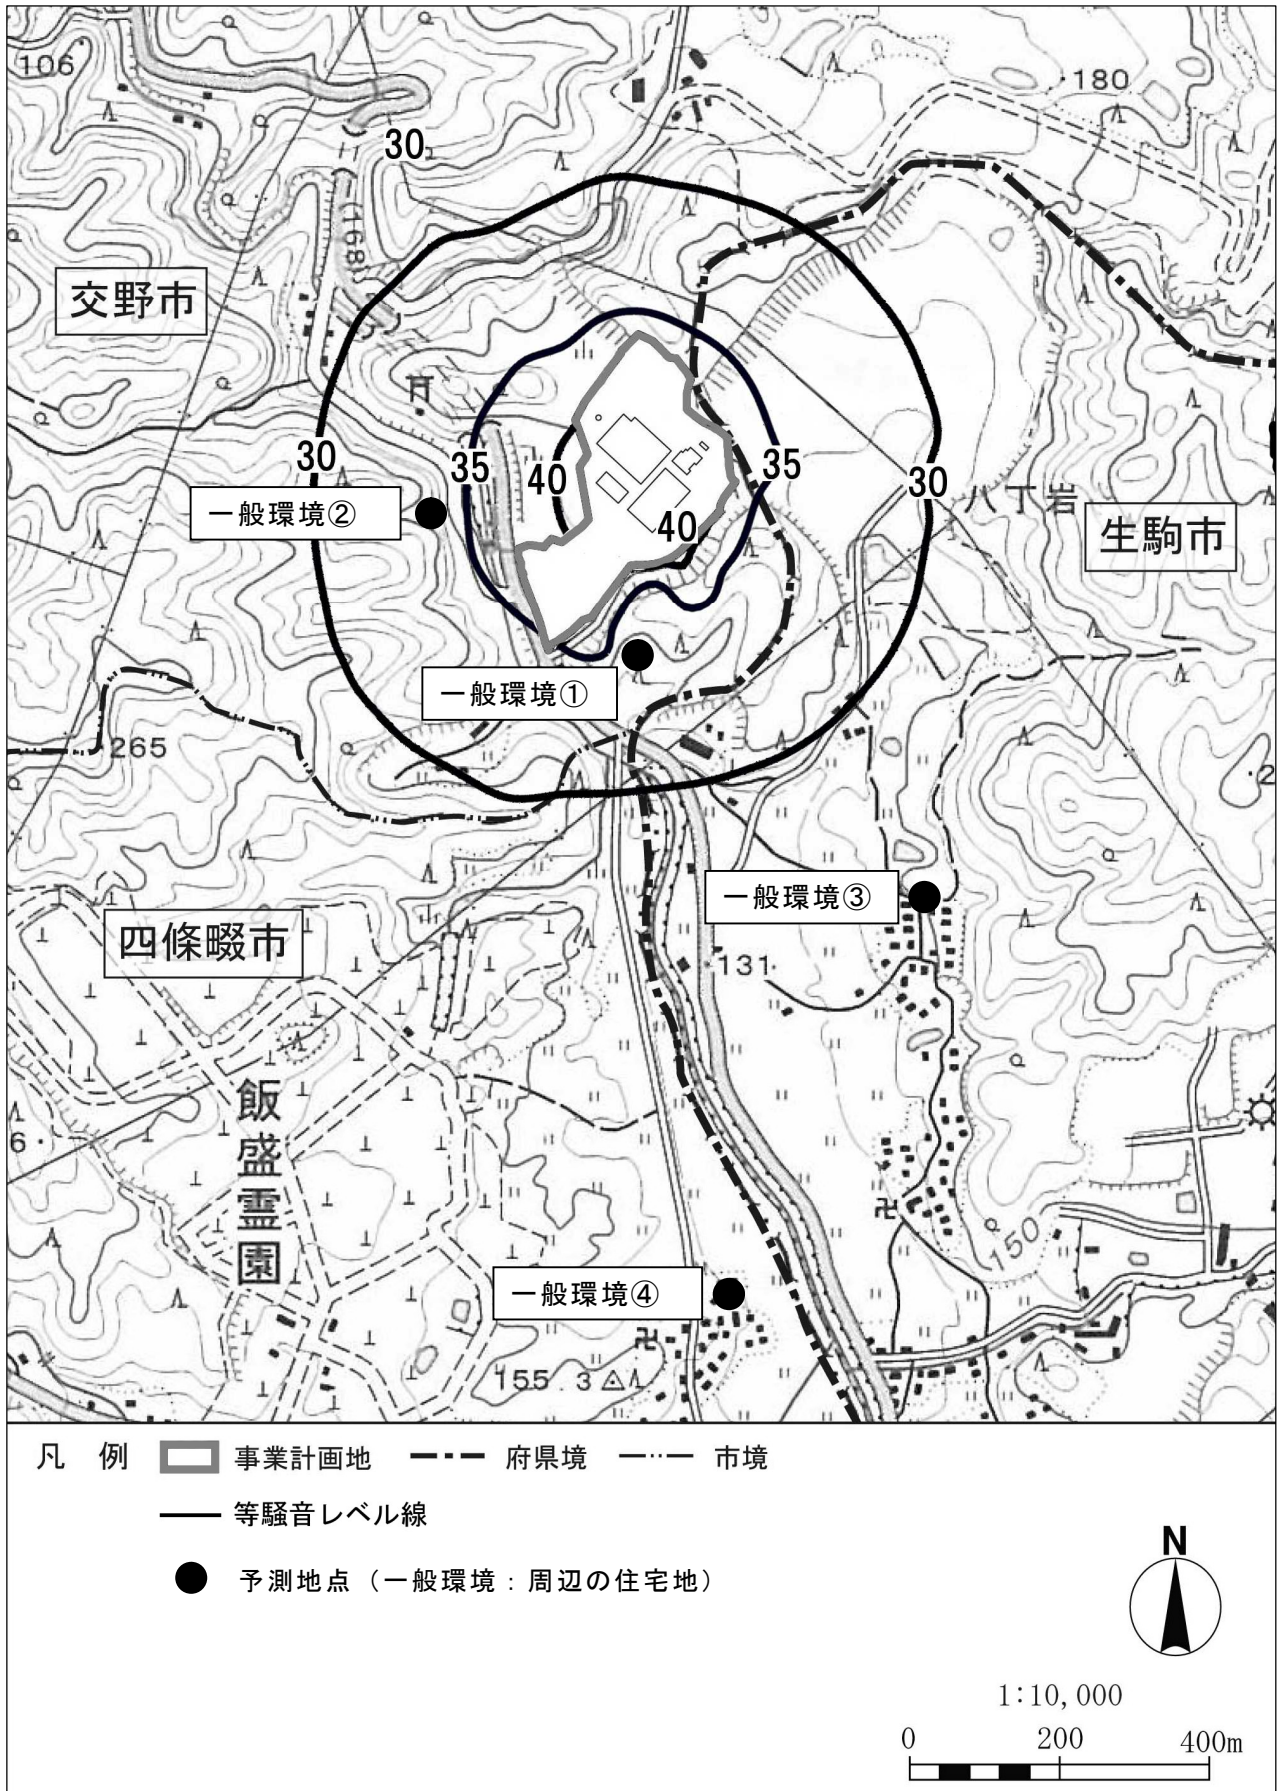 106
180
30
(168)
交野市
30
35
40
35
30
一般環境②
八丁岩
生駒市
40
一般環境①
265
一般環境③
四條畷市
131
飯盛霊園
6
150
一般環境④
155.3
凡 例 事業計画地 府県境 市境
等騒音レベル線
予測地点（一般環境：周辺の住宅地）
N
1:10,000
0 200 400m